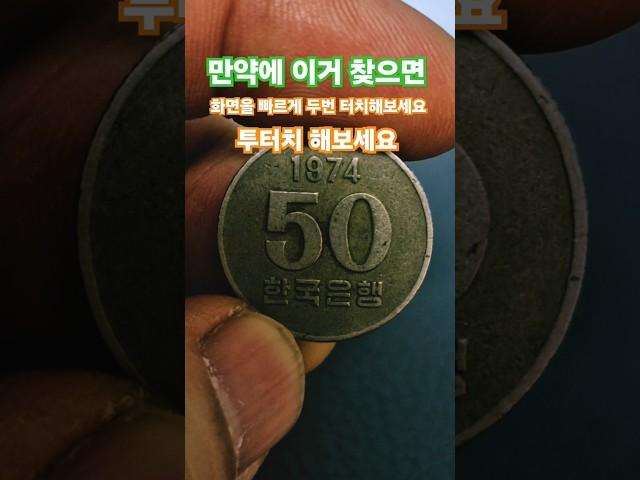 만약에 이거 찾으면
화면을 빠르게 두번 터치해보세요
투터치 해보세요
1974
50
한국은행